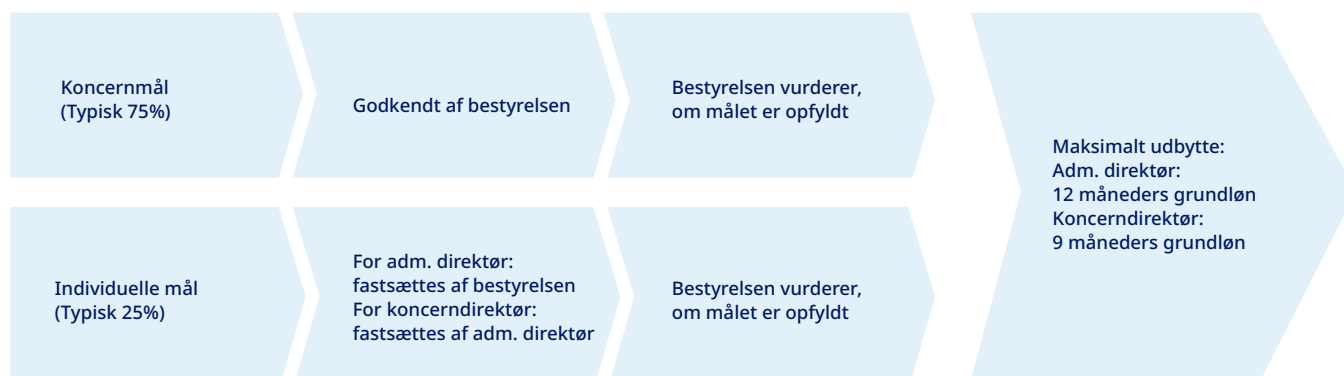 Koncernmål
(Typisk 75%)
Godkendt af bestyrelsen
Bestyrelsen vurderer,
om målet er opfyldt
Individuelle mål
(Typisk 25%)
For adm. direktør:
fastsættes af bestyrelsen
For koncerndirektør:
fastsættes af adm. direktør
Bestyrelsen vurderer,
om målet er opfyldt
Maksimalt udbytte:
Adm. direktør:
12 måneders grundløn
Koncerndirektør:
9 måneders grundløn